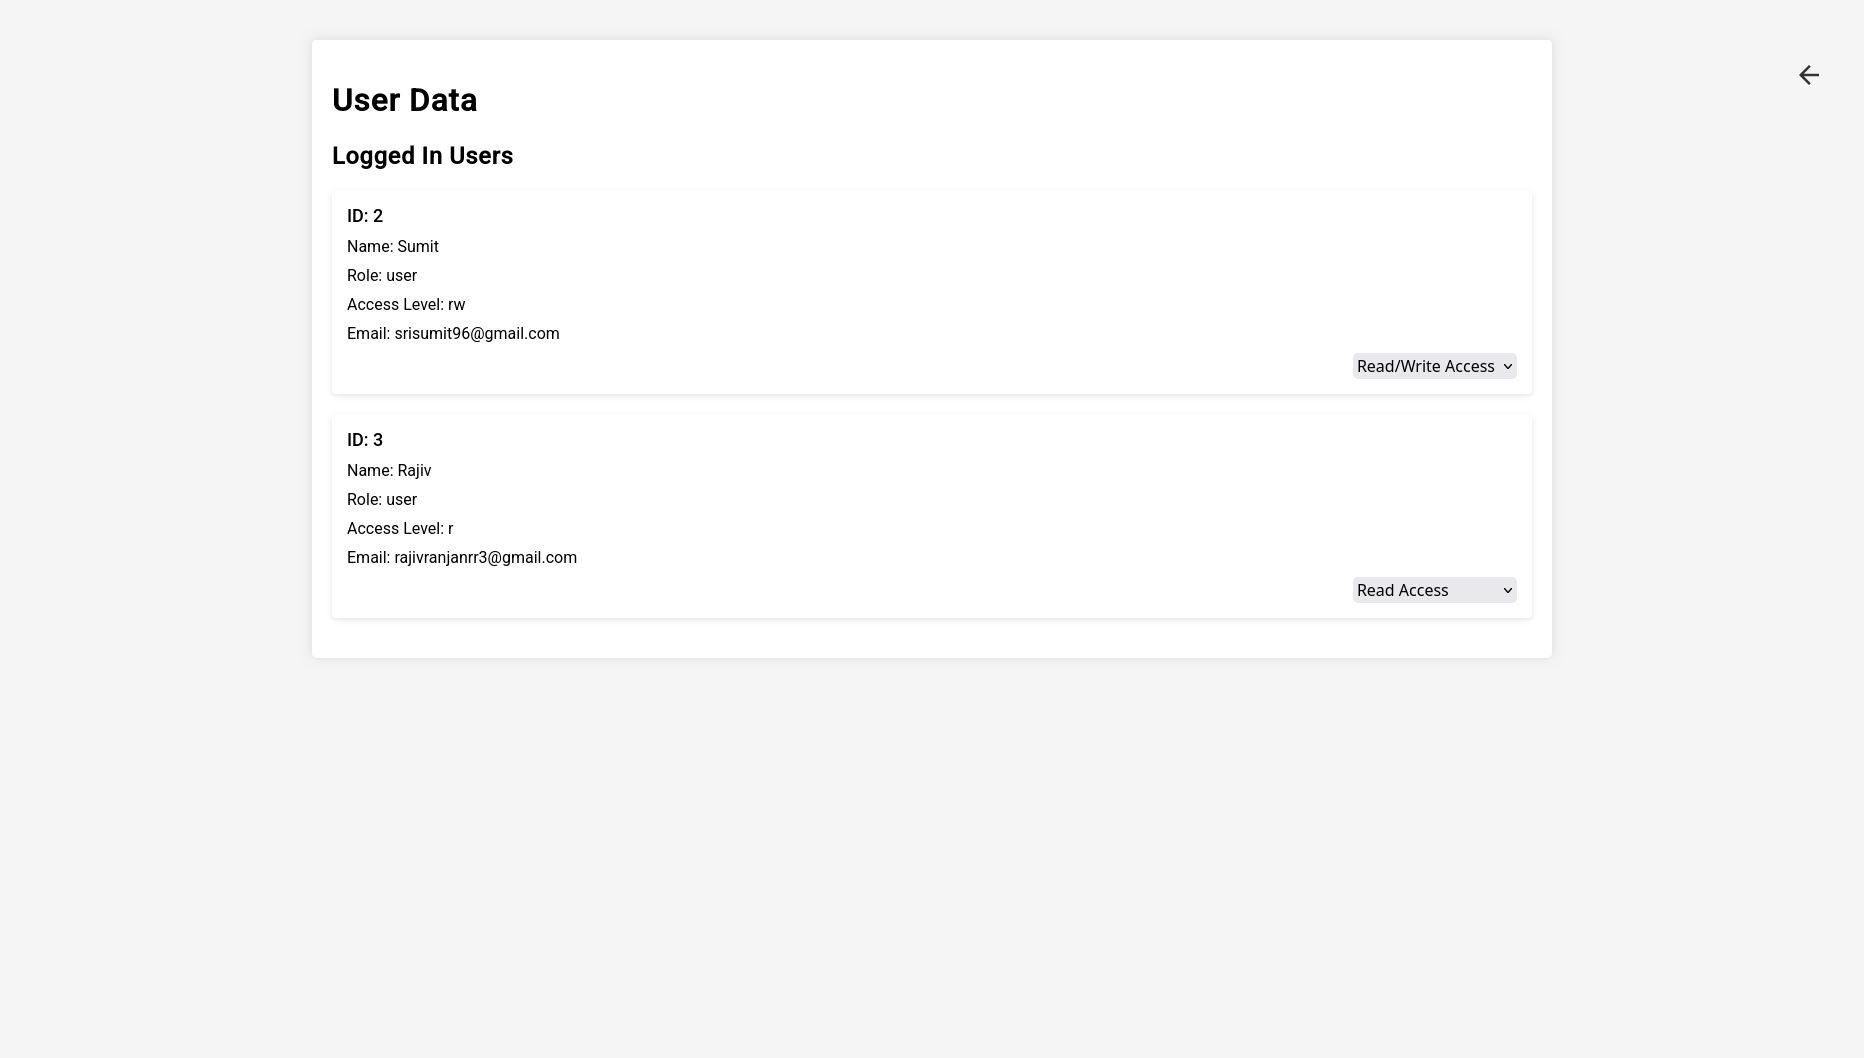 User Data
Logged In Users
ID: 2
Name: Sumit
Role: user
Access Level: rw
Email: srisumit96@gmail.com
Read/Write Access
ID: 3
Name: Rajiv
Role: user
Access Level: r
Email: rajivranjanrr3@gmail.com
Read Access